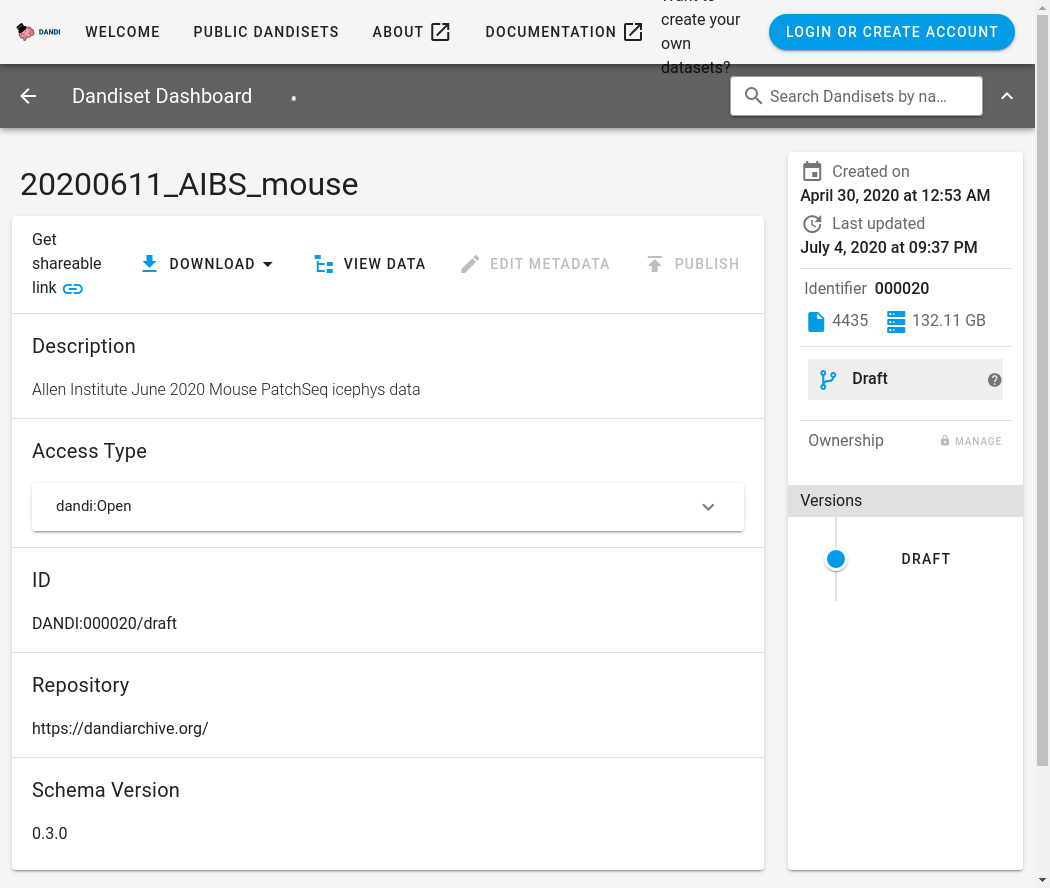 DANDI
WELCOME
PUBLIC DANDISETS
ABOUT
DOCUMENTATION
create your
own
datasets?
LOGIN OR CREATE ACCOUNT
Dandiset Dashboard
Search Dandisets by na...
20200611_AIBS_mouse
Get
shareable
link
DOWNLOAD
VIEW DATA
EDIT METADATA
PUBLISH
Description
Allen Institute June 2020 Mouse PatchSeq icephys data
Access Type
dandi:Open
ID
DANDI:000020/draft
Repository
https://dandiarchive.org/
Schema Version
0.3.0
Created on
April 30, 2020 at 12:53 AM
Last updated
July 4, 2020 at 09:37 PM
Identifier 000020
4435 132.11 GB
Draft
Ownership MANAGE
Versions
DRAFT